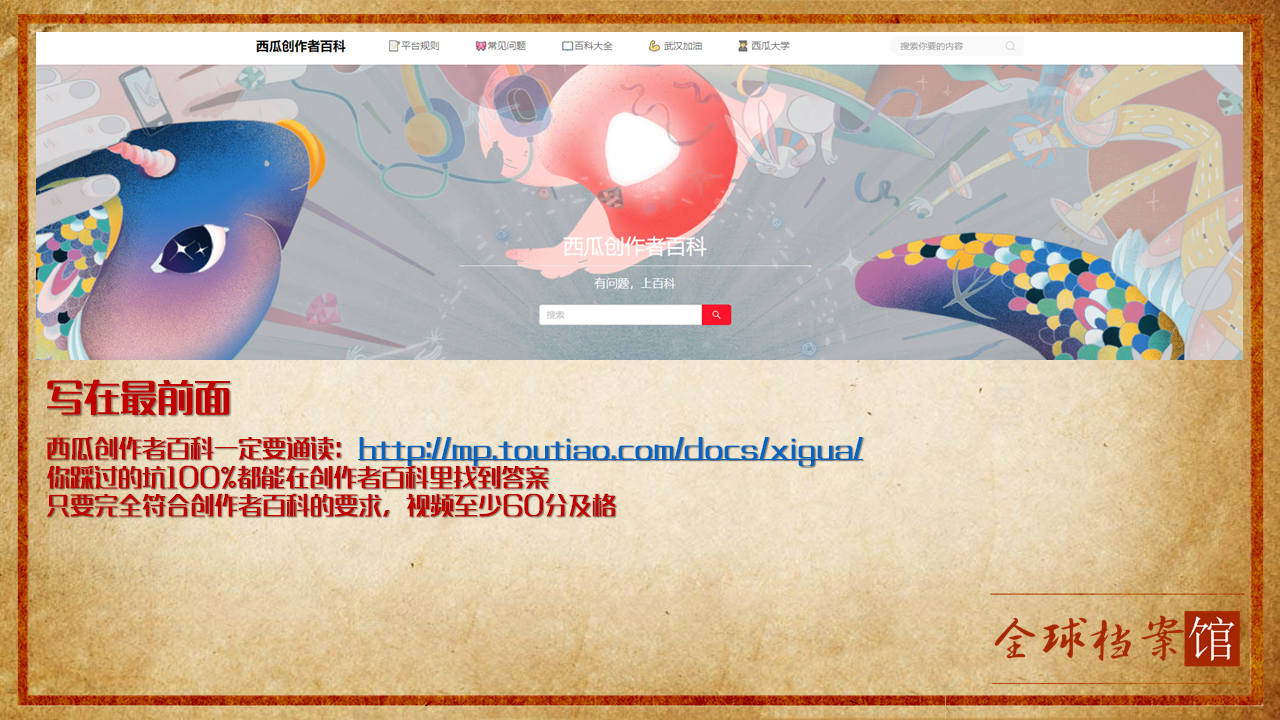 西瓜创作者百科
平台规则
常见问题
百科大全
武汉加油
西瓜大学
搜索你要的内容
西瓜创作者百科
有问题，上百科
搜索
写在最前面
西瓜创作者百科一定要通读：http://mp.toutiao.com/docs/xigua/
你踩过的坑100%都能在创作者百科里找到答案
只要完全符合创作者百科的要求，视频至少60分及格
全球档案馆